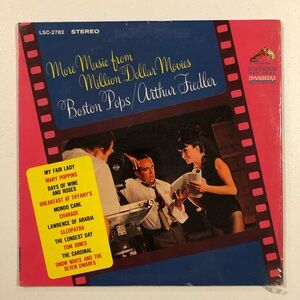 LSC-2782 STEREO
More Music from
Million Dollar Movies
Boston Pops/Arthur Fiedler
RCA VICTOR
DYNAGROOVE
MY FAIR LADY
MARY POPPINS
DAYS OF WINE
AND ROSES
BREAKFAST AT TIFFANY'S
MONDO CANE
CHARADE
LAWRENCE OF ARABIA
CLEOPATRA
THE LONGEST DAY
TOM JONES
THE CARDINAL
SNOW WHITE AND THE
SEVEN DWARFS